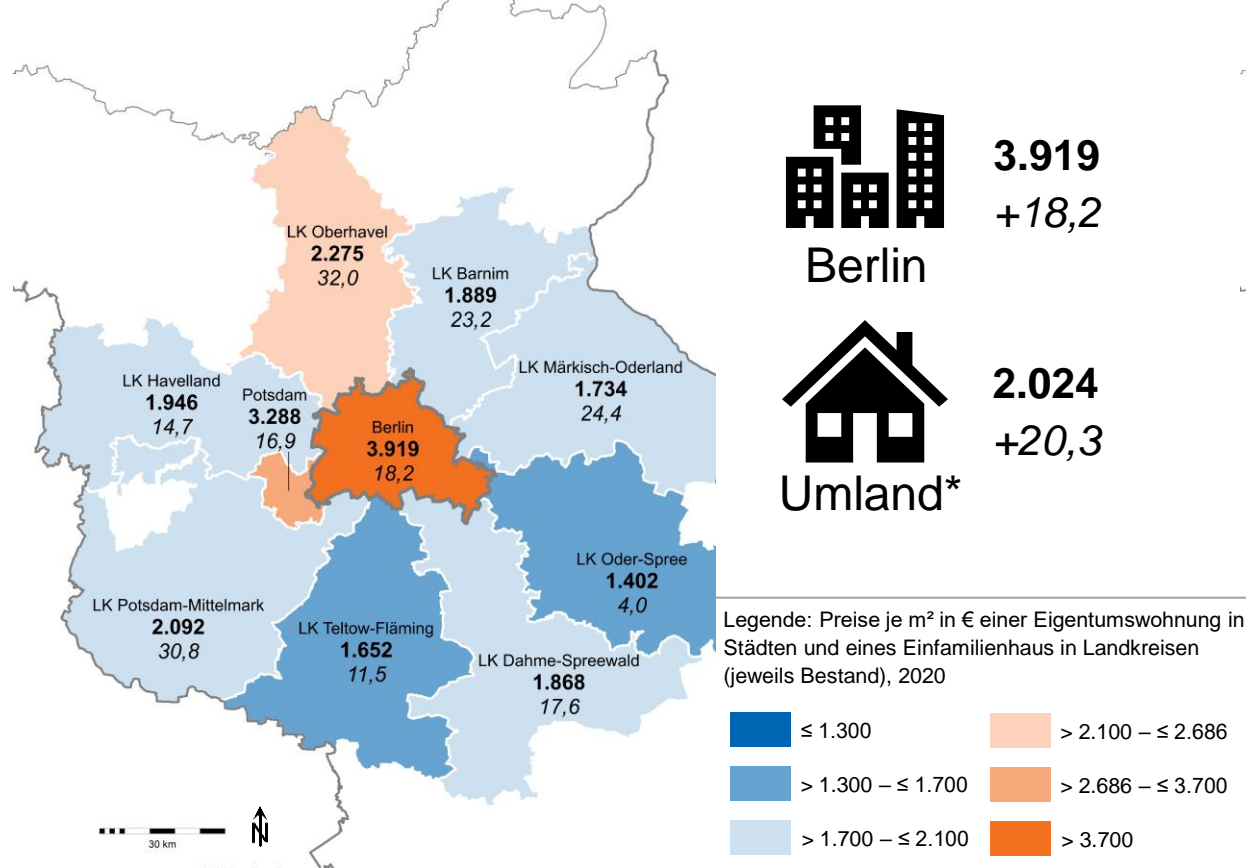 LK Oberhavel
2.275
32,0
LK Barnim
1.889
23,2
LK Märkisch-Oderland
1.734
24,4
LK Havelland
1.946
14,7
Potsdam
3.288
16,9
Berlin
3.919
18,2
LK Oder-Spree
1.402
4,0
LK Potsdam-Mittelmark
2.092
30,8
LK Teltow-Fläming
1.652
11,5
LK Dahme-Spreewald
1.868
17,6
30 km
N
3.919
+18,2
Berlin
2.024
+20,3
Umland*
Legende: Preise je m² in € einer Eigentumswohnung in
Städten und eines Einfamilienhaus in Landkreisen
(jeweils Bestand), 2020
≤ 1.300
> 1.300 – ≤ 1.700
> 1.700 – ≤ 2.100
> 2.100 – ≤ 2.686
> 2.686 – ≤ 3.700
> 3.700